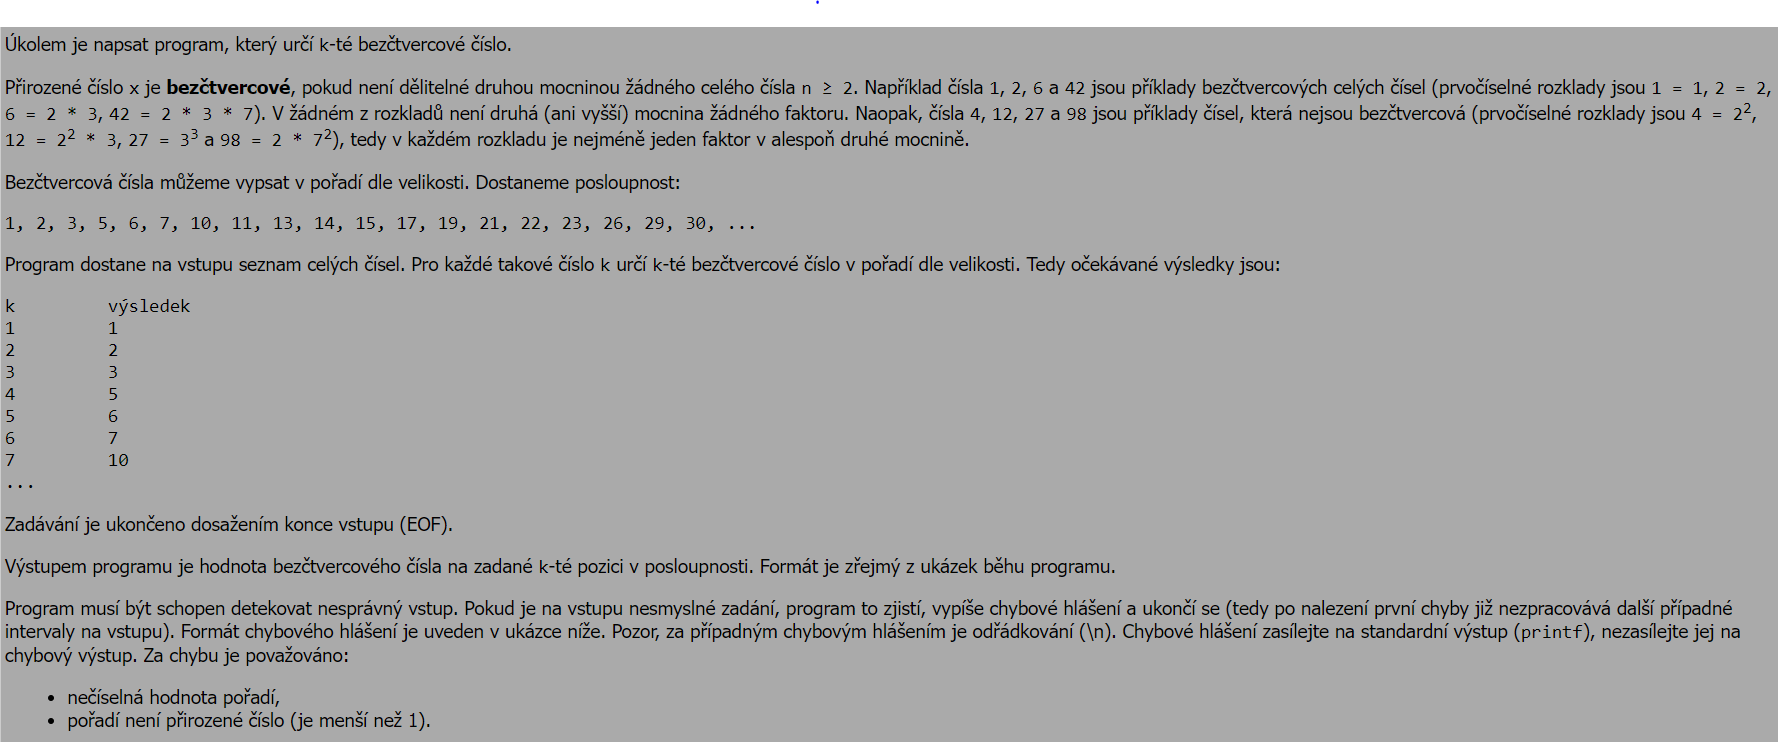 Úkolem je napsat program, který určí k-té bezčtvercové číslo.
Přirozené číslo x je bezčtvercové, pokud není dělitelné druhou mocninou žádného celého čísla n ≥ 2. Například čísla 1, 2, 6 a 42 jsou příklady bezčtvercových celých čísel (prvočíselné rozklady jsou 1 = 1, 2 = 2,
6 = 2 * 3, 42 = 2 * 3 * 7). V žádném z rozkladů není druhá (ani vyšší) mocnina žádného faktoru. Naopak, čísla 4, 12, 27 a 98 jsou příklady čísel, která nejsou bezčtvercová (prvočíselné rozklady jsou 4 = 2²,
12 = 2² * 3, 27 = 3³ a 98 = 2 * 7²), tedy v každém rozkladu je nejméně jeden faktor v alespoň druhé mocnině.
Bezčtvercová čísla můžeme vypsat v pořadí dle velikosti. Dostaneme posloupnost:
1, 2, 3, 5, 6, 7, 10, 11, 13, 14, 15, 17, 19, 21, 22, 23, 26, 29, 30, ...
Program dostane na vstupu seznam celých čísel. Pro každé takové číslo k určí k-té bezčtvercové číslo v pořadí dle velikosti. Tedy očekávané výsledky jsou:
k výsledek
1 1
2 2
3 3
4 5
5 6
6 7
7 10
...
Zadávání je ukončeno dosažením konce vstupu (EOF).
Výstupem programu je hodnota bezčtvercového čísla na zadané k-té pozici v posloupnosti. Formát je zřejmý z ukázek běhu programu.
Program musí být schopen detekovat nesprávný vstup. Pokud je na vstupu nesmyslné zadání, program to zjistí, vypíše chybové hlášení a ukončí se (tedy po nalezení první chyby již nezpracovává další případné
intervaly na vstupu). Formát chybového hlášení je uveden v ukázce níže. Pozor, za případným chybovým hlášením je odřádkování (\n). Chybové hlášení zasílejte na standardní výstup (printf), nezasílejte jej na
chybový výstup. Za chybu je považováno:
• nečíselná hodnota pořadí,
• pořadí není přirozené číslo (je menší než 1).